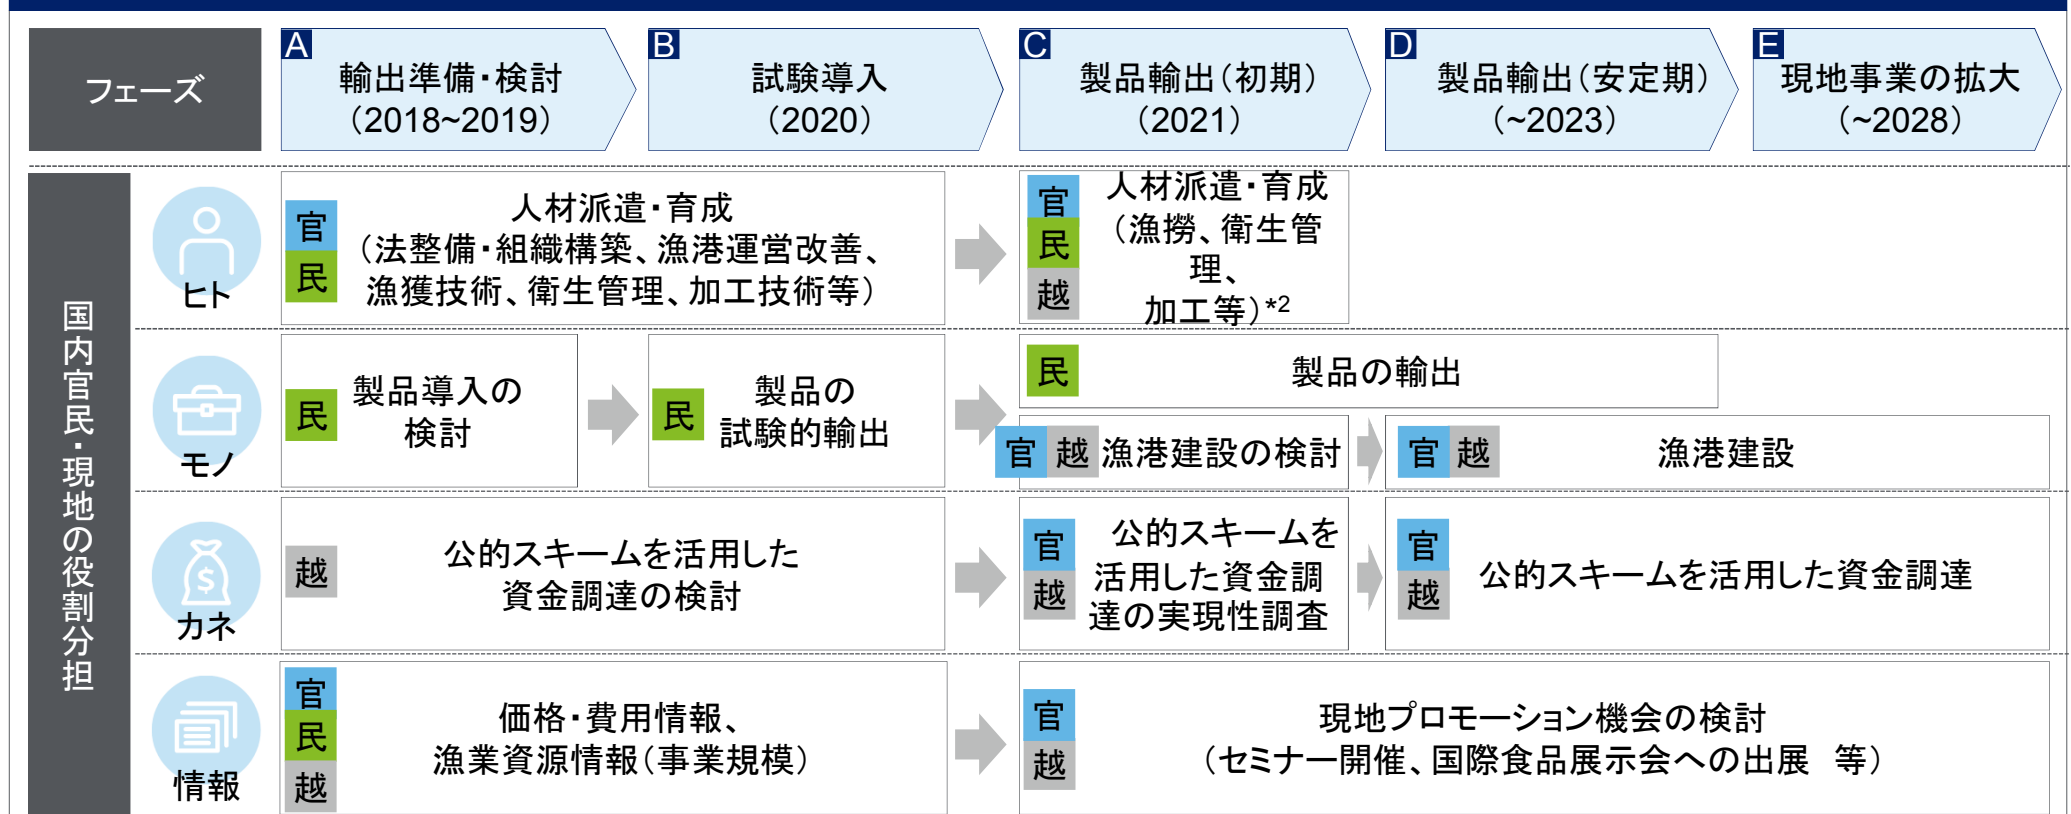 フェーズ
A
輸出準備・検討
（2018~2019）
B
試験導入
（2020）
C
製品輸出（初期）
（2021）
D
製品輸出（安定期）
（~2023）
E
現地事業の拡大
（~2028）
国内官民・現地の役割分担
ヒト
官
民
人材派遣・育成
（法整備・組織構築、漁港運営改善、
漁獲技術、衛生管理、加工技術等）
官
民
越
人材派遣・育成
（漁撈、衛生管
理、
加工等）*2
モノ
民
製品導入の
検討
民
製品の
試験的輸出
民
製品の輸出
官 越 漁港建設の検討
官 越 漁港建設
カネ
越
公的スキームを活用した
資金調達の検討
官
越
公的スキームを
活用した資金調
達の実現性調査
官
越
公的スキームを活用した資金調達
情報
官
民
越
価格・費用情報、
漁業資源情報（事業規模）
官
越
現地プロモーション機会の検討
（セミナー開催、国際食品展示会への出展　等）